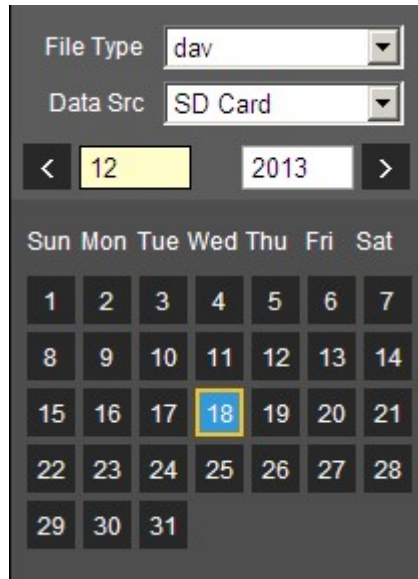 File Type dav
Data Src SD Card
< 12 2013 >
Sun Mon Tue Wed Thu Fri Sat
1 2 3 4 5 6 7
8 9 10 11 12 13 14
15 16 17 18 19 20 21
22 23 24 25 26 27 28
29 30 31